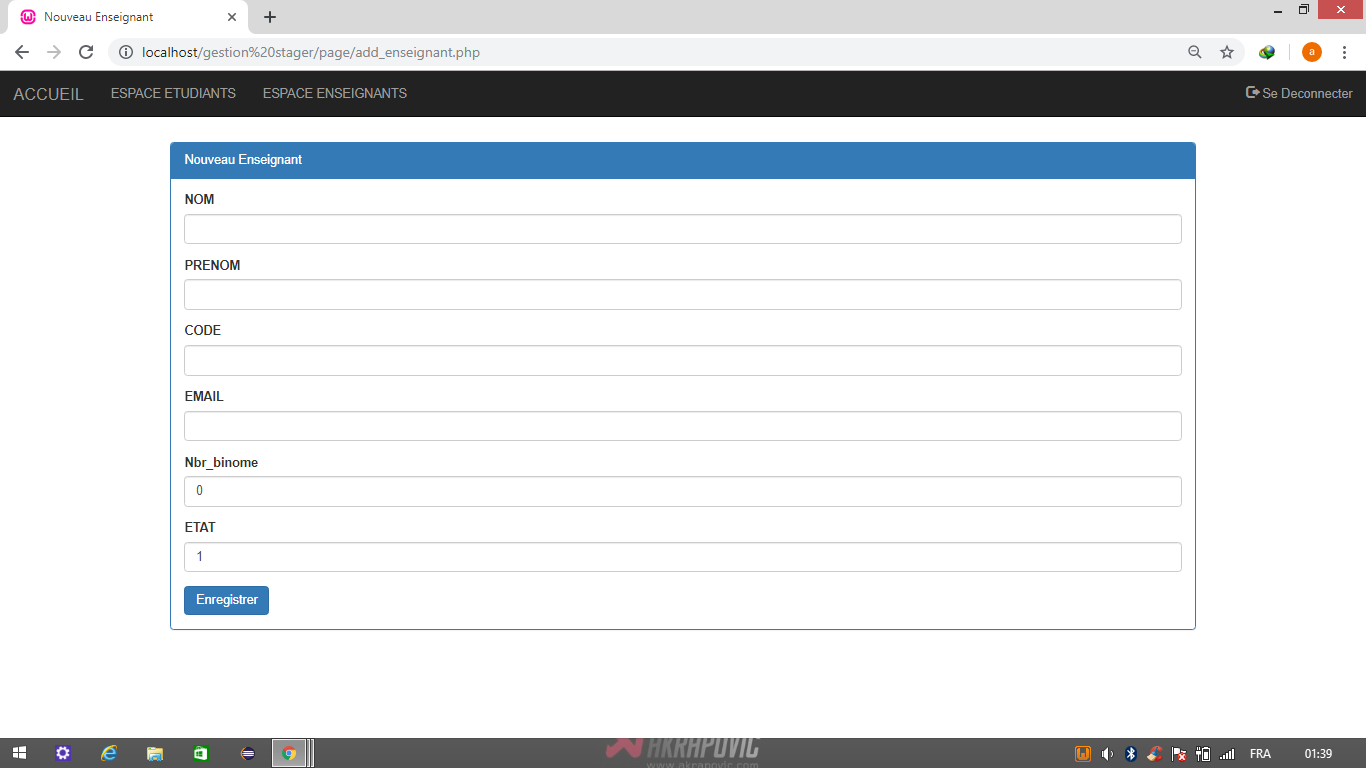 Nouveau Enseignant
localhost/gestion%20stager/page/add_enseignant.php
a
ACCUEIL ESPACE ETUDIANTS ESPACE ENSEIGNANTS Se Deconnecter
Nouveau Enseignant
NOM
PRENOM
CODE
EMAIL
Nbr_binome
0
ETAT
1
Enregistrer
AKRAPOVIC
www.akrapovic.com
FRA 01:39